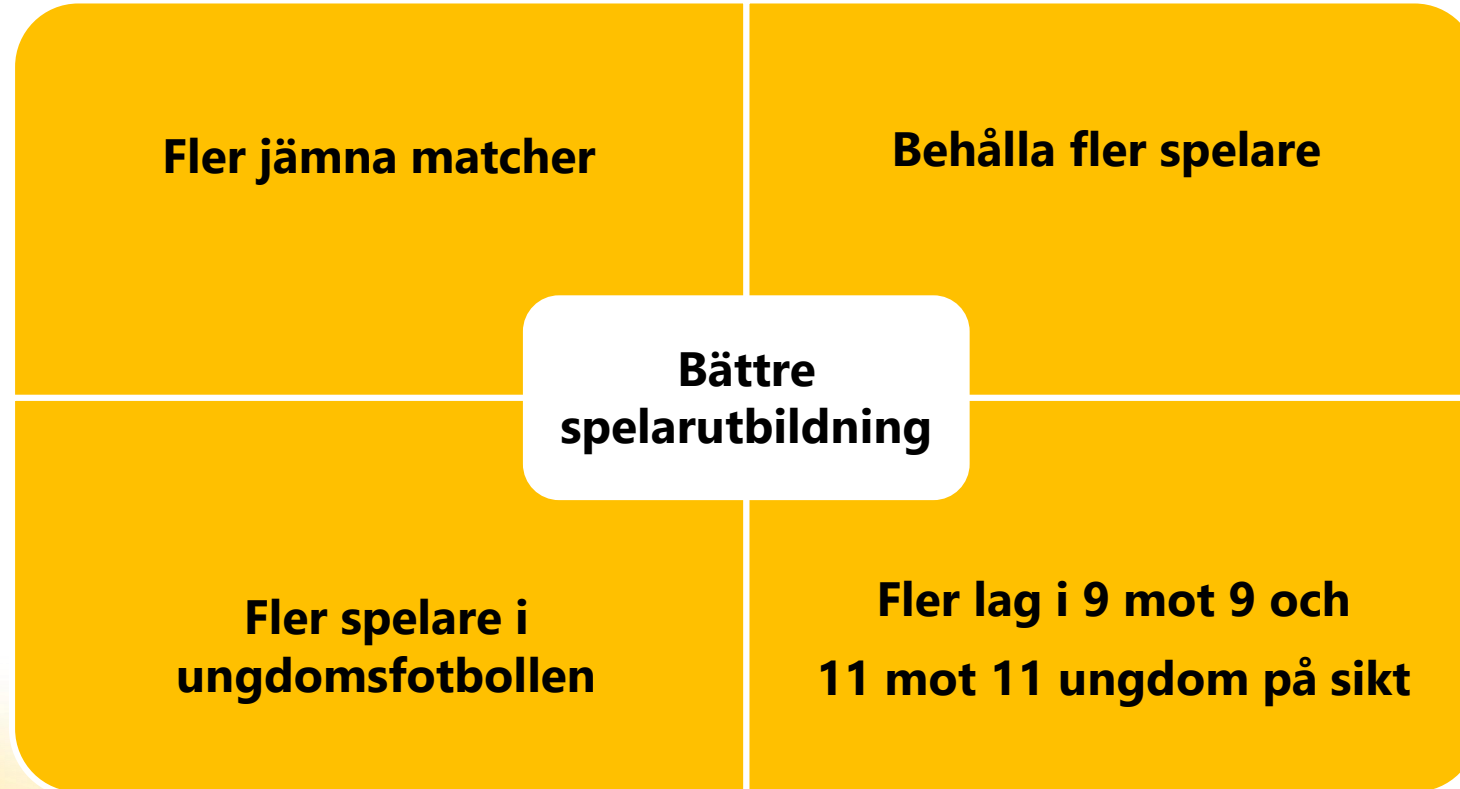 Fler jämna matcher
Behålla fler spelare
Bättre
spelarutbildning
Fler spelare i
ungdomsfotbollen
Fler lag i 9 mot 9 och
11 mot 11 ungdom på sikt